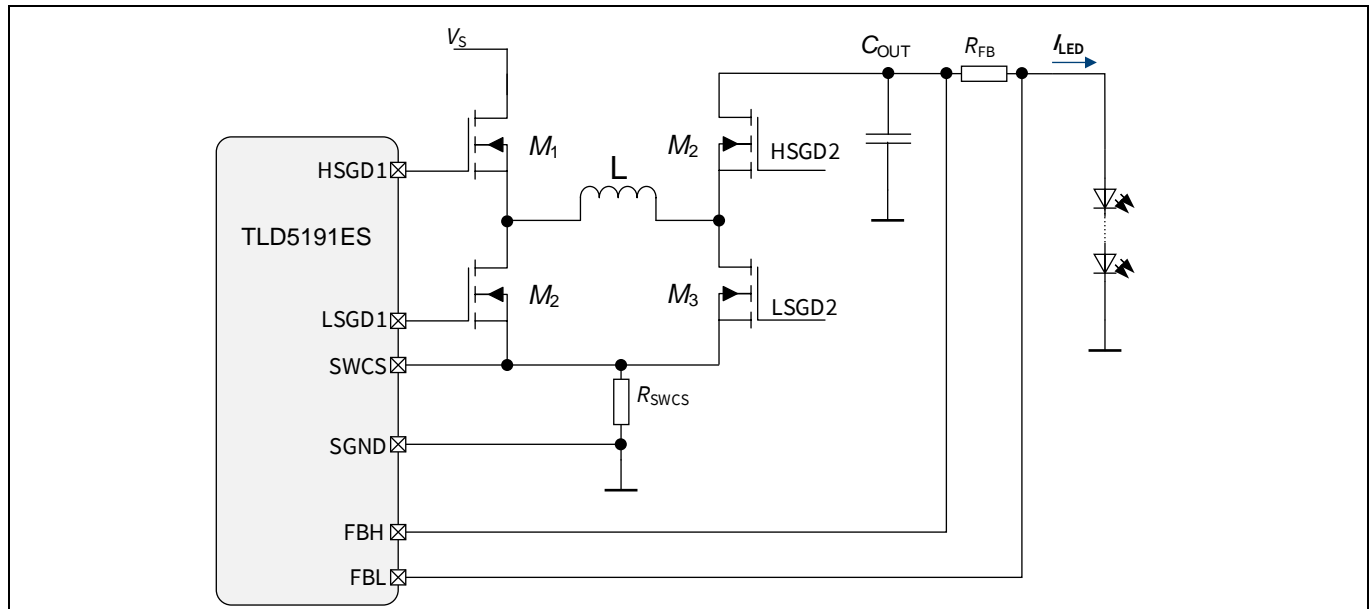 VS
COUT
RFB
ILED
M1
M2
HSGD2
HSGD1
L
TLD5191ES
M2
M3
LSGD2
LSGD1
SWCS
RSWCS
SGND
FBH
FBL